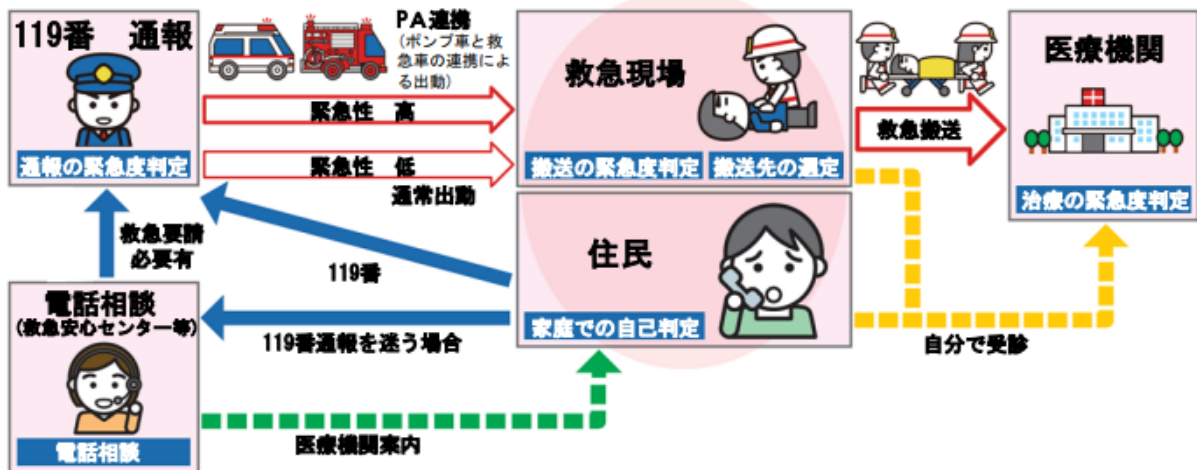 119番 通報
通報の緊急度判定
PA連携
(ポンプ車と救
急車の連携によ
る出動)
緊急性 高
緊急性 低
通常出動
救急現場
搬送の緊急度判定
搬送先の選定
救急搬送
医療機関
治療の緊急度判定
救急要請
必要有
119番
住民
家庭での自己判定
電話相談
(救急安心センター等)
電話相談
119番通報を迷う場合
自分で受診
医療機関案内